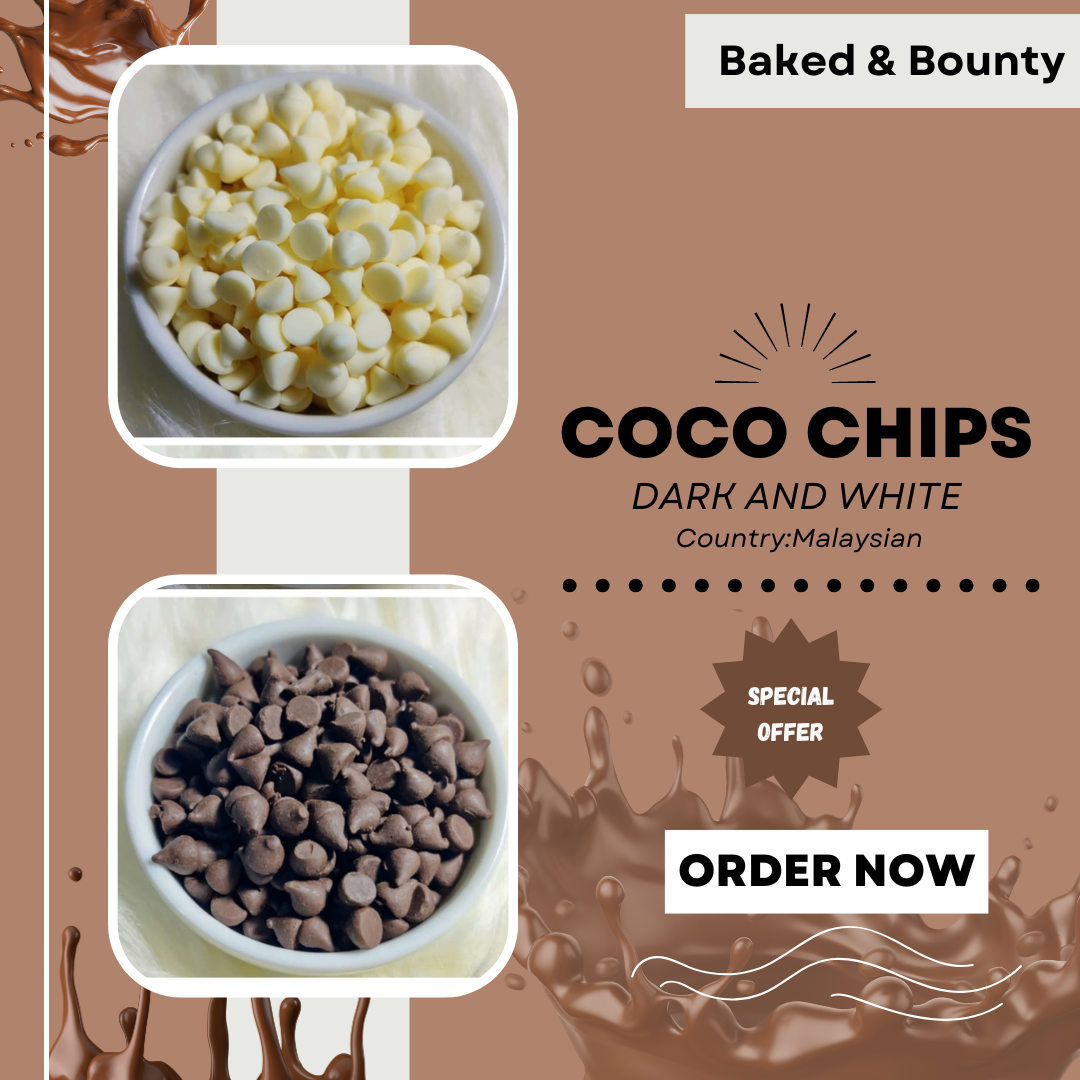 Baked & Bounty
COCO CHIPS
DARK AND WHITE
Country:Malaysian
SPECIAL
OFFER
ORDER NOW